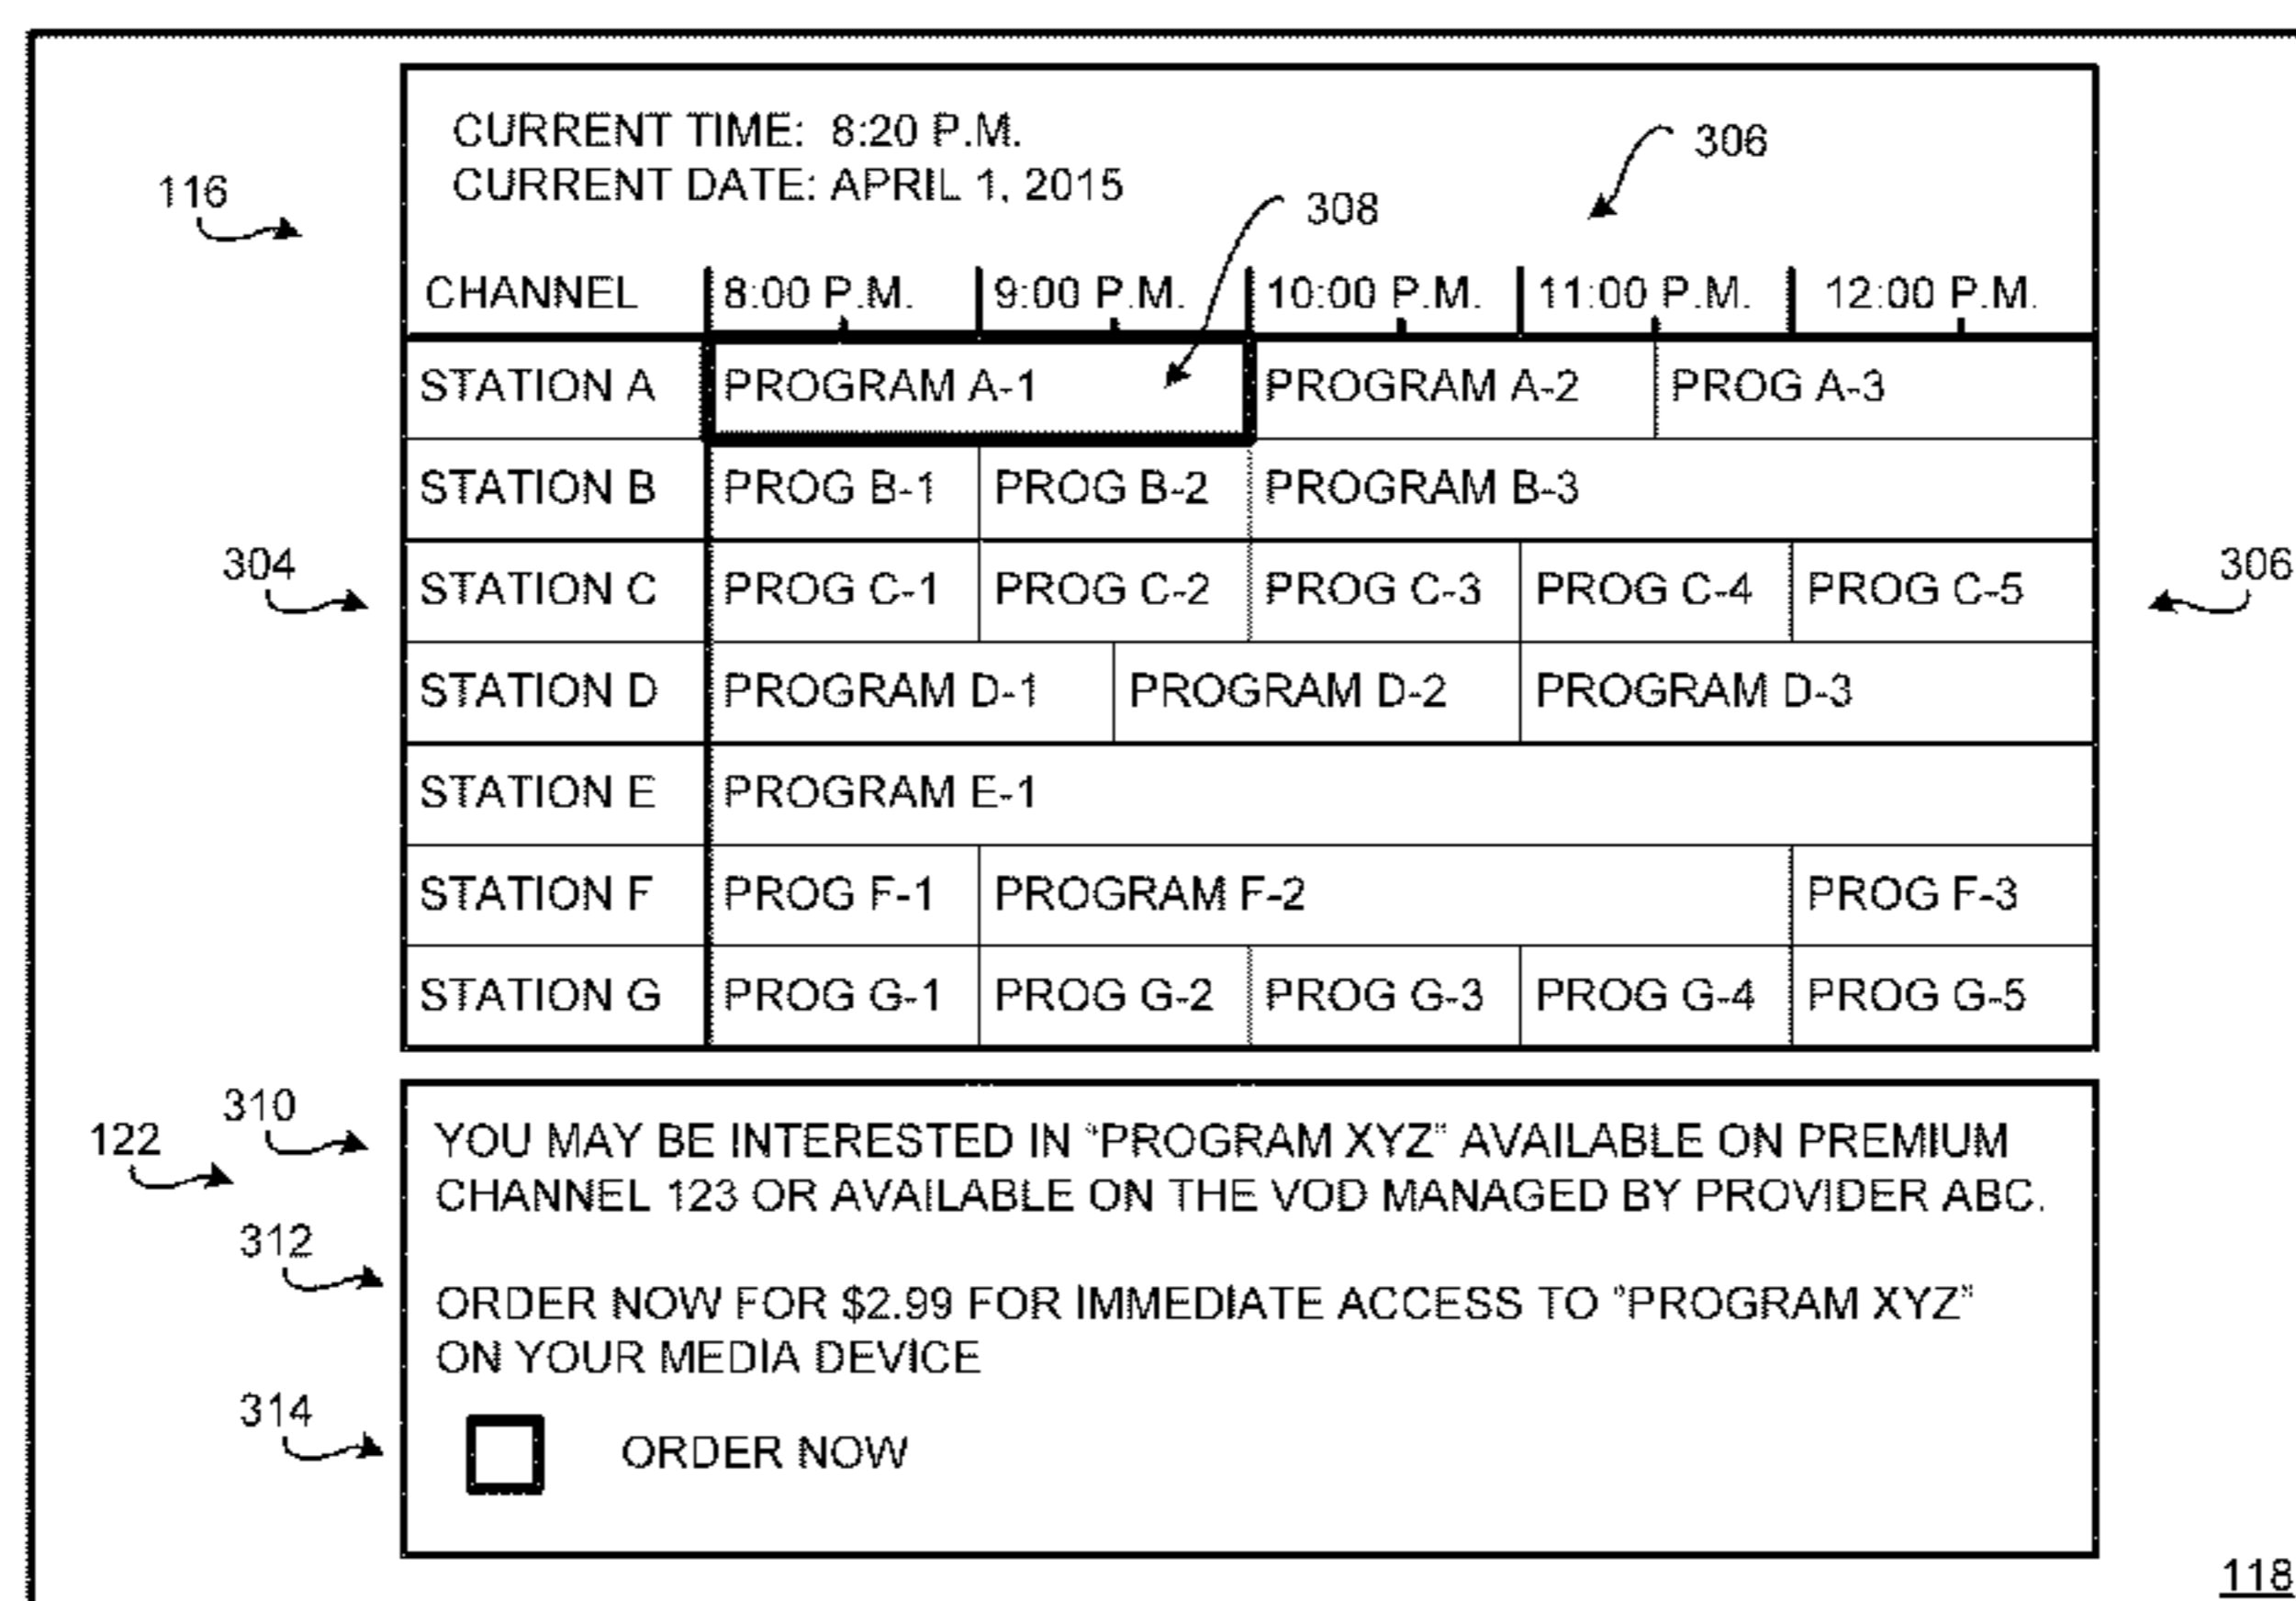 CURRENT TIME: 8:20 P.M.
306
CURRENT DATE: APRIL 1, 2015
116
308
CHANNEL 8:00 P.M. 9:00 P.M. 10:00 P.M. 11:00 P.M. 12:00 P.M.
STATION A PROGRAM A-1 PROGRAM A-2 PROG A-3
STATION B PROG B-1 PROG B-2 PROGRAM B-3
304
306
STATION C PROG C-1 PROG C-2 PROG C-3 PROG C-4 PROG C-5
STATION D PROGRAM D-1 PROGRAM D-2 PROGRAM D-3
STATION E PROGRAM E-1
STATION F PROG F-1 PROGRAM F-2 PROG F-3
STATION G PROG G-1 PROG G-2 PROG G-3 PROG G-4 PROG G-5
310
122
YOU MAY BE INTERESTED IN "PROGRAM XYZ" AVAILABLE ON PREMIUM
CHANNEL 123 OR AVAILABLE ON THE VOD MANAGED BY PROVIDER ABC.
312
ORDER NOW FOR $2.99 FOR IMMEDIATE ACCESS TO "PROGRAM XYZ"
ON YOUR MEDIA DEVICE
314
ORDER NOW
118